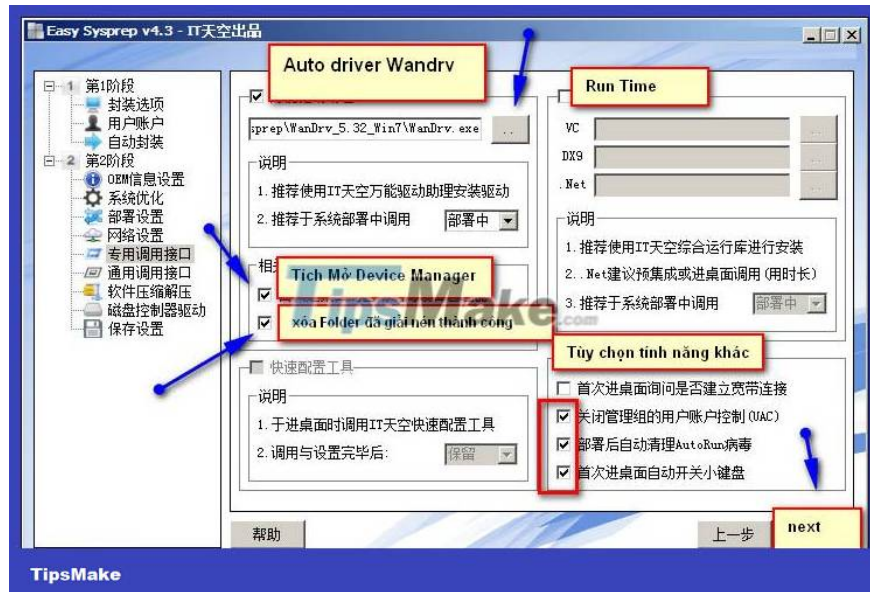 Easy Sysprep v4.3 - IT天空出品
1 第1阶段
封装选项
用户账户
自动封装
2 第2阶段
OEM信息设置
系统优化
部署设置
网络设置
专用调用接口
通用调用接口
软件压缩解压
磁盘控制器驱动
保存设置
Auto driver Wandrv
sprep\WanDrv_5.32_Win7\WanDrv.exe
..
说明
1.推荐使用IT天空万能驱动助理安装驱动
2.推荐于系统部署中调用
部署中
相关
Tích Mở Device Manager
xóa Folder đã giải nén thành công
快速配置工具
说明
1.于进桌面时调用IT天空快速配置工具
2.调用与设置完毕后:
保留
Run Time
VC
..
DX9
..
.Net
..
说明
1.推荐使用IT天空综合运行库进行安装
2..Net建议预集成或进桌面调用(用时长)
3.推荐于系统部署中调用
部署中
Tùy chọn tính năng khác
首次进桌面询问是否建立宽带连接
关闭管理组的用户账户控制(UAC)
部署后自动清理AutoRun病毒
首次进桌面自动开关小键盘
帮助
上一步
next
TipsMake.com
TipsMake